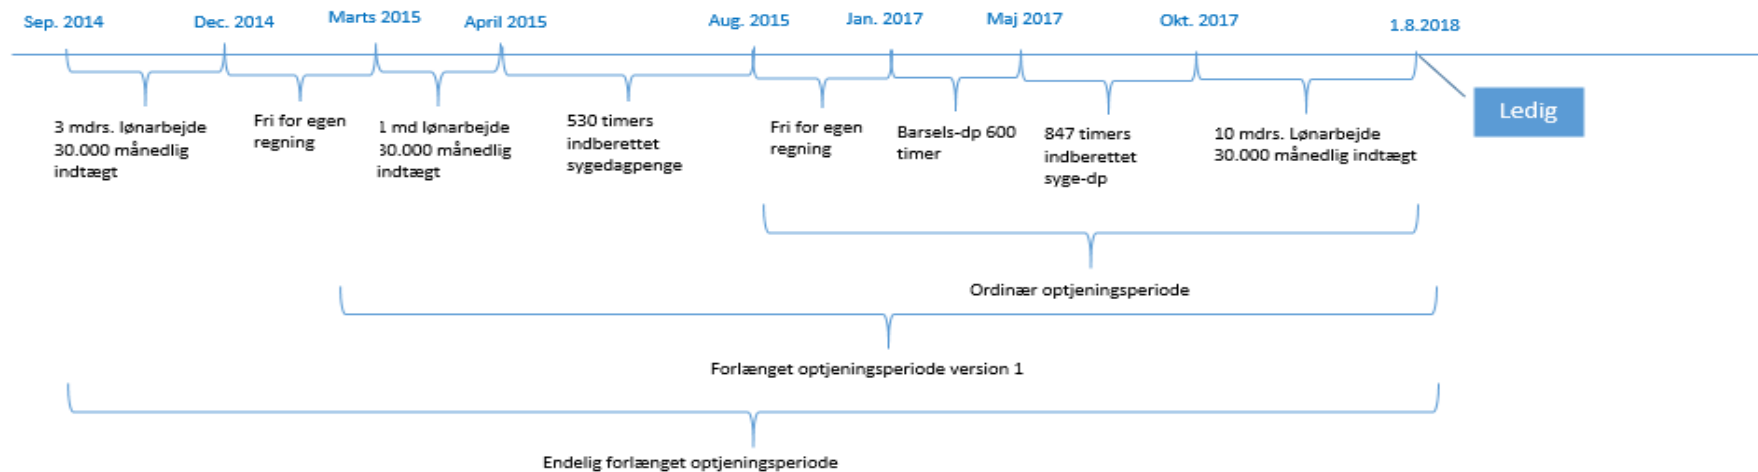 Sep. 2014
Dec. 2014
Marts 2015
April 2015
Aug. 2015
Jan. 2017
Maj 2017
Okt. 2017
1.8.2018
Ledig
3 mdrs. lønarbejde
30.000 månedlig
indtægt
Fri for egen
regning
1 md lønarbejde
30.000 månedlig
indtægt
530 timers
indberettet
sygedagpenge
Fri for egen
regning
Barsels-dp 600
timer
847 timers
indberettet
syge-dp
10 mdrs. Lønarbejde
30.000 månedlig indtægt
Ordinær optjeningsperiode
Forlænget optjeningsperiode version 1
Endelig forlænget optjeningsperiode